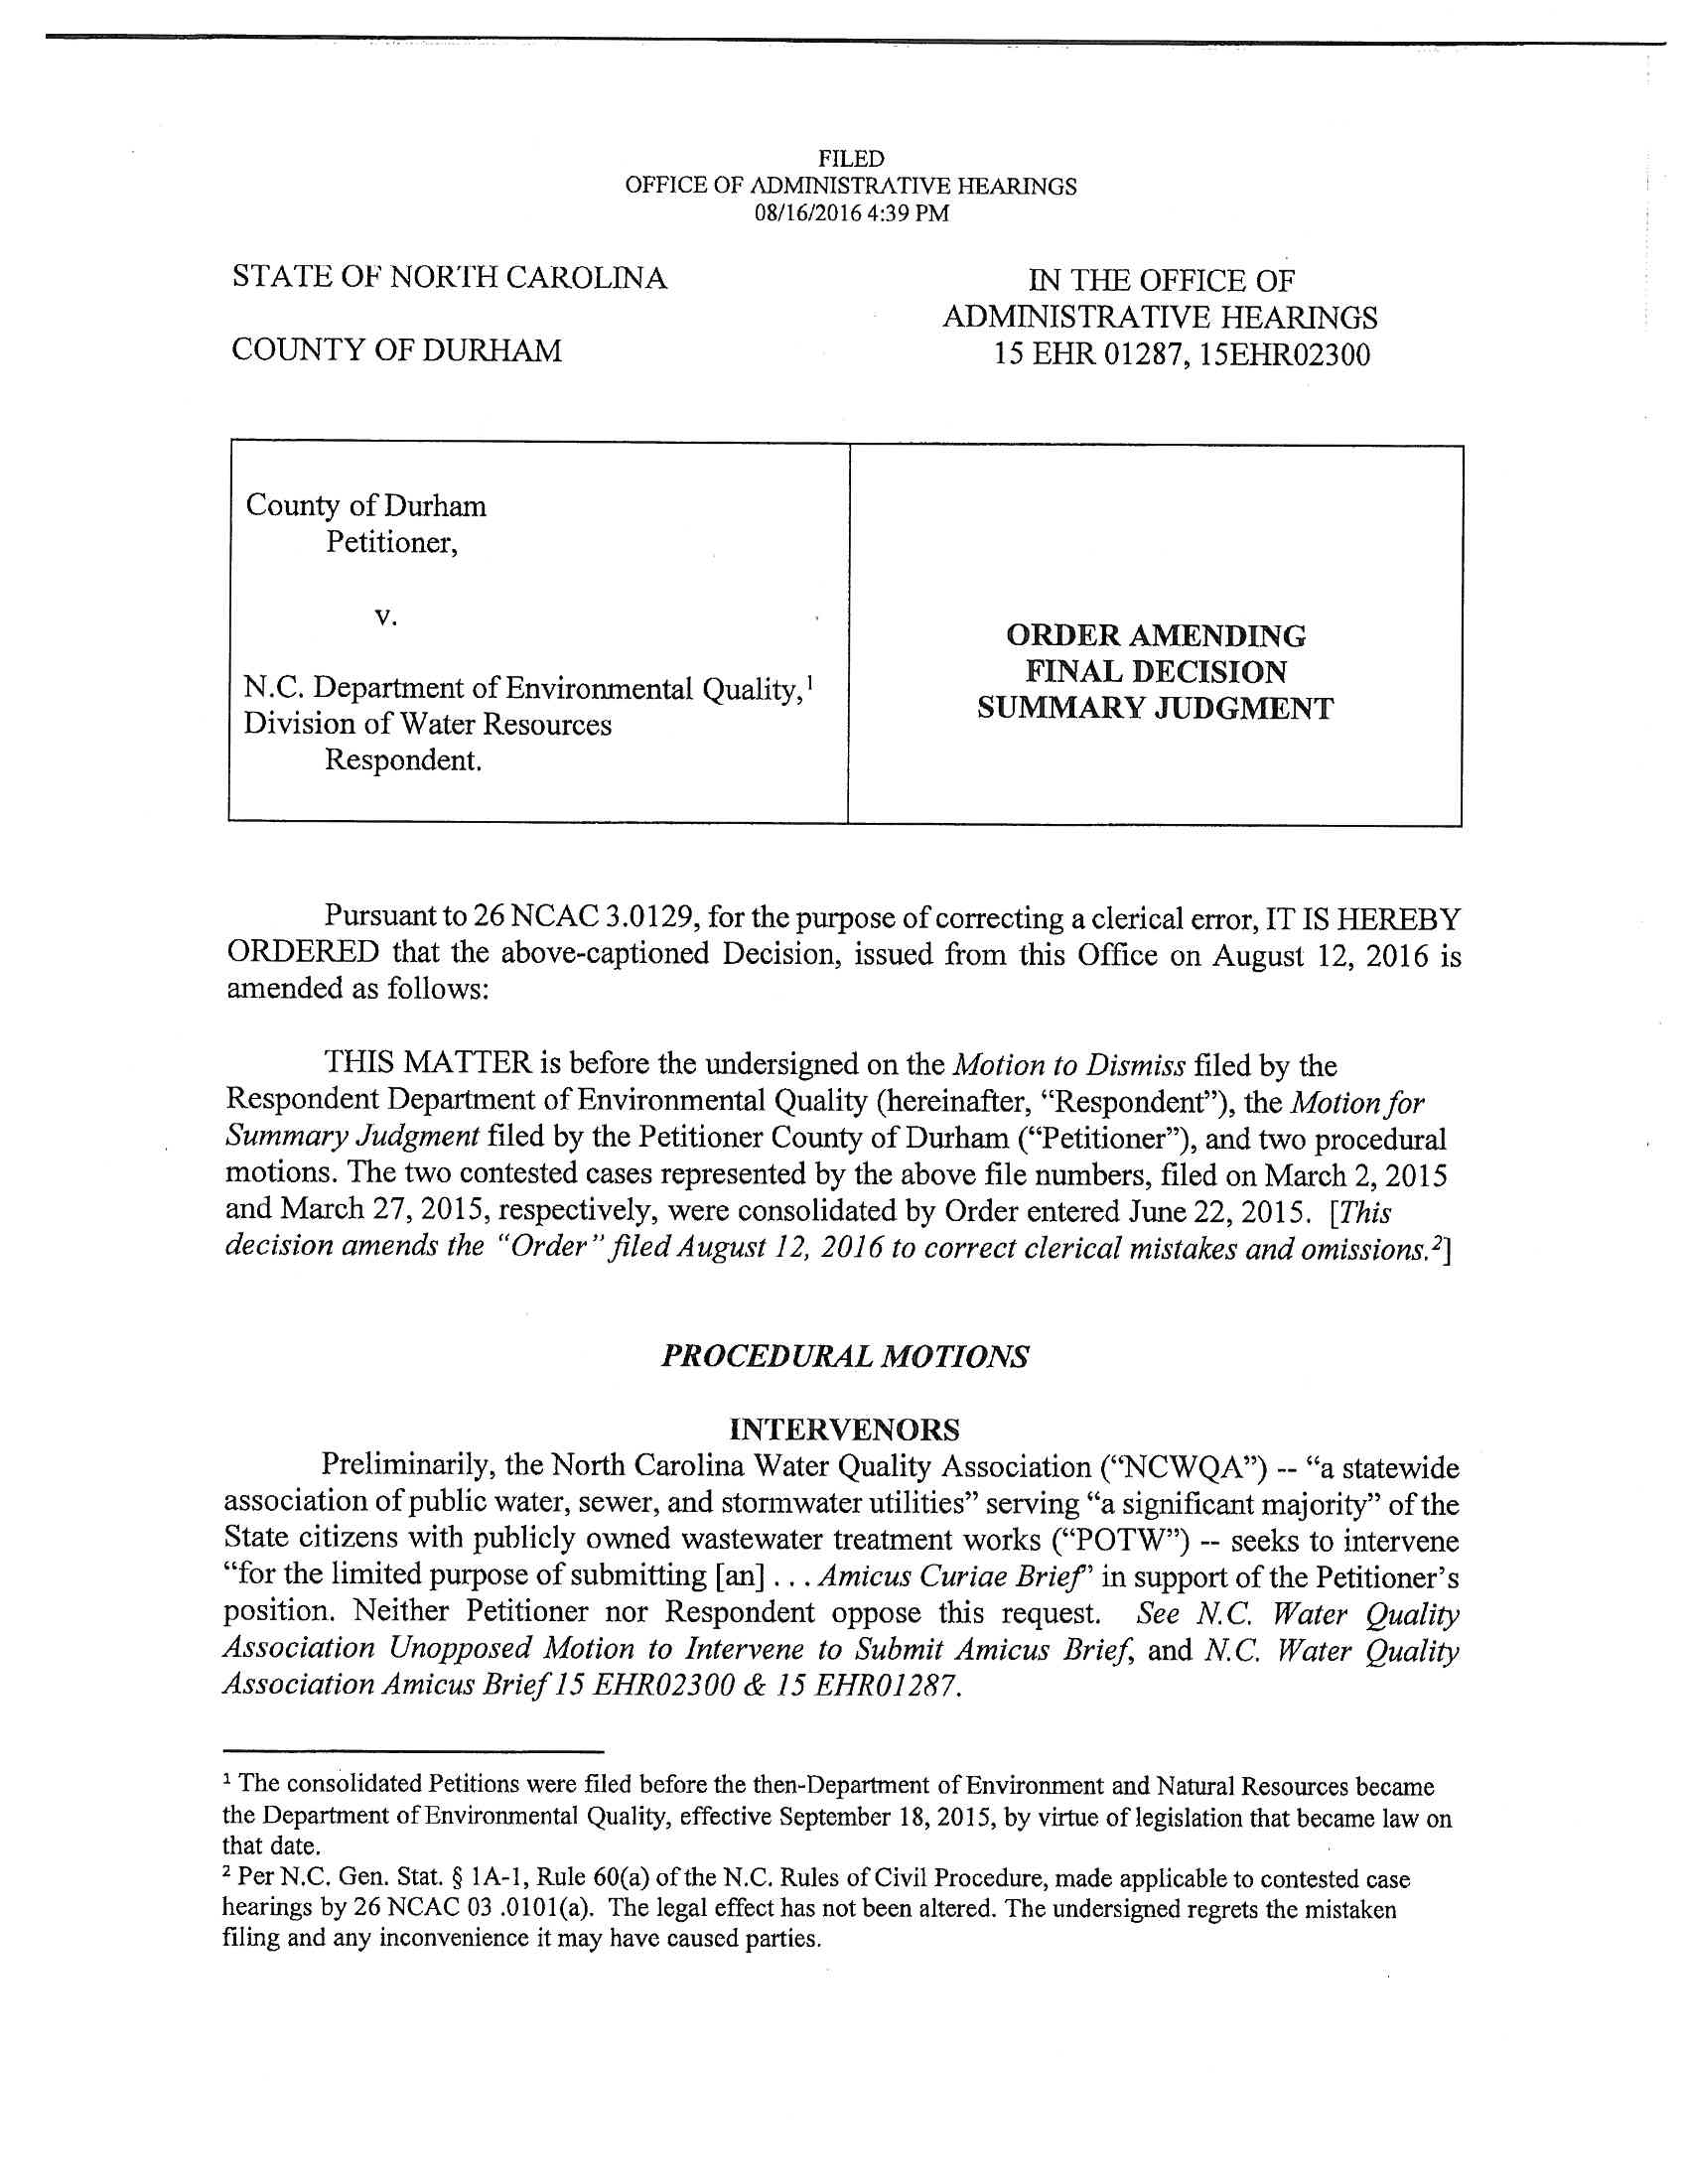 FILED
OFFICE OF ADMINISTRATIVE HEARINGS
08/16/2016 4:39 PM
STATE OF NORTH CAROLINA
COUNTY OF DURHAM
IN THE OFFICE OF
ADMINISTRATIVE HEARINGS
15 EHR 01287, 15EHR02300
County of Durham
Petitioner,
v.
N.C. Department of Environmental Quality,¹
Division of Water Resources
Respondent.
ORDER AMENDING
FINAL DECISION
SUMMARY JUDGMENT
Pursuant to 26 NCAC 3.0129, for the purpose of correcting a clerical error, IT IS HEREBY
ORDERED that the above-captioned Decision, issued from this Office on August 12, 2016 is
amended as follows:
THIS MATTER is before the undersigned on the Motion to Dismiss filed by the
Respondent Department of Environmental Quality (hereinafter, “Respondent”), the Motion for
Summary Judgment filed by the Petitioner County of Durham (“Petitioner”), and two procedural
motions. The two contested cases represented by the above file numbers, filed on March 2, 2015
and March 27, 2015, respectively, were consolidated by Order entered June 22, 2015. [This
decision amends the “Order” filed August 12, 2016 to correct clerical mistakes and omissions.²]
PROCEDURAL MOTIONS
INTERVENORS
Preliminarily, the North Carolina Water Quality Association (“NCWQA”) -- “a statewide
association of public water, sewer, and stormwater utilities” serving “a significant majority” of the
State citizens with publicly owned wastewater treatment works (“POTW”) -- seeks to intervene
“for the limited purpose of submitting [an] . . . Amicus Curiae Brief” in support of the Petitioner’s
position. Neither Petitioner nor Respondent oppose this request. See N.C. Water Quality
Association Unopposed Motion to Intervene to Submit Amicus Brief, and N.C. Water Quality
Association Amicus Brief 15 EHR02300 & 15 EHR01287.
¹ The consolidated Petitions were filed before the then-Department of Environment and Natural Resources became
the Department of Environmental Quality, effective September 18, 2015, by virtue of legislation that became law on
that date.
² Per N.C. Gen. Stat. § 1A-1, Rule 60(a) of the N.C. Rules of Civil Procedure, made applicable to contested case
hearings by 26 NCAC 03 .0101(a). The legal effect has not been altered. The undersigned regrets the mistaken
filing and any inconvenience it may have caused parties.